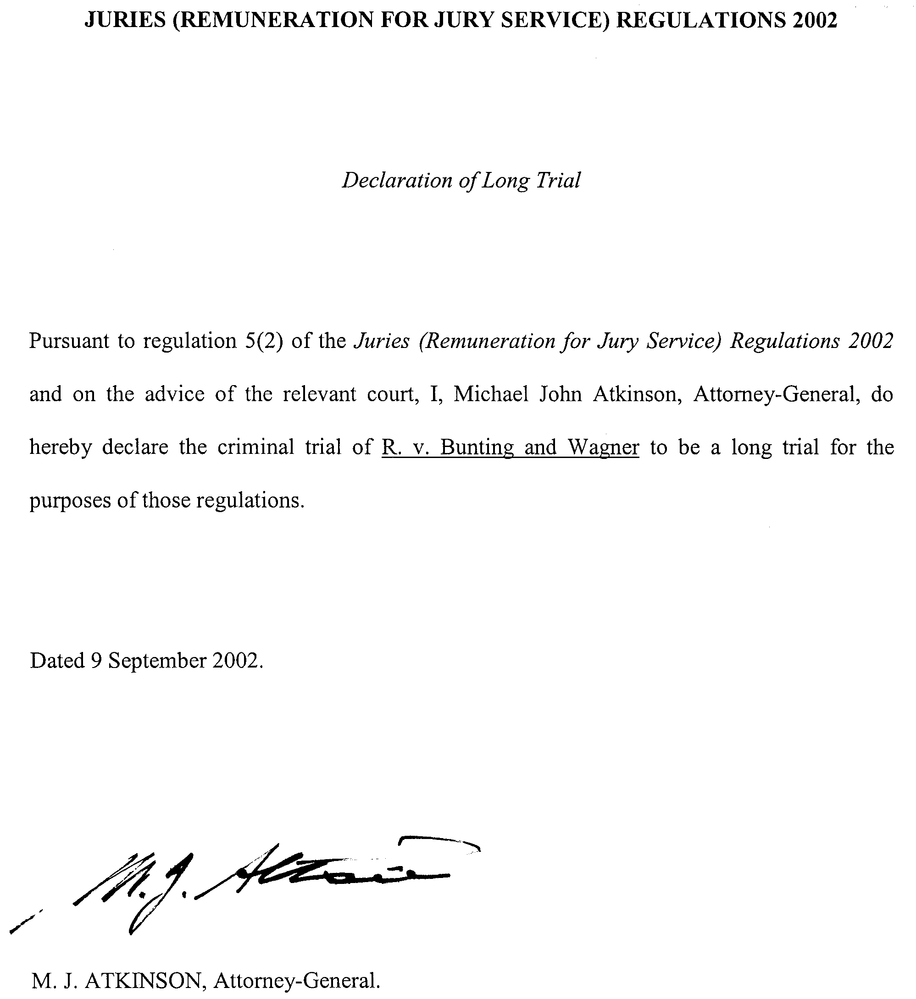 JURIES (REMUNERATION FOR JURY SERVICE) REGULATIONS 2002
Declaration of Long Trial
Pursuant to regulation 5(2) of the Juries (Remuneration for Jury Service) Regulations 2002
and on the advice of the relevant court, I, Michael John Atkinson, Attorney-General, do
hereby declare the criminal trial of R. v. Bunting and Wagner to be a long trial for the
purposes of those regulations.
Dated 9 September 2002.
M. J. Atkinson
M. J. ATKINSON, Attorney-General.